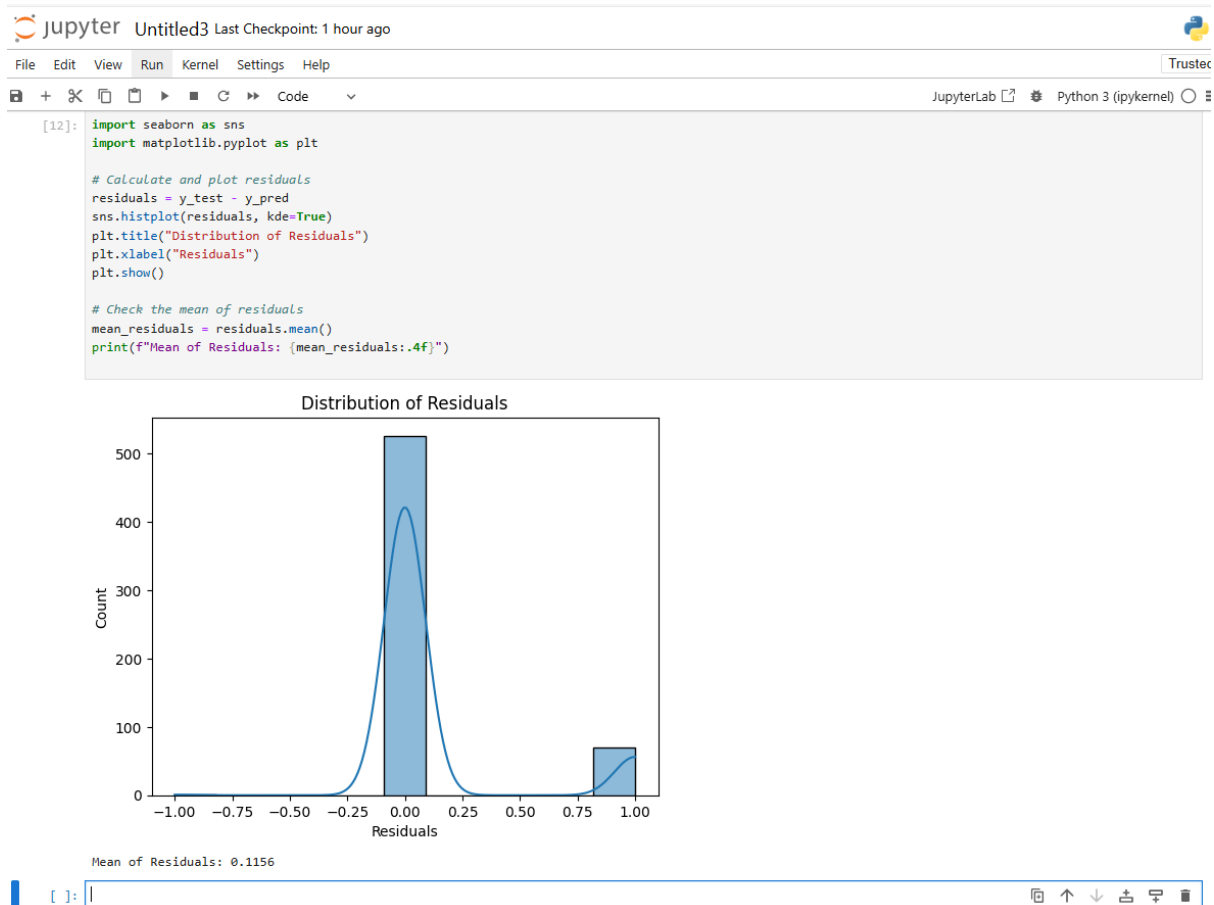 jupyter Untitled3 Last Checkpoint: 1 hour ago
File Edit View Run Kernel Settings Help
Trusted
Code
JupyterLab
Python 3 (ipykernel)
[12]:
import seaborn as sns
import matplotlib.pyplot as plt
# Calculate and plot residuals
residuals = y_test - y_pred
sns.histplot(residuals, kde=True)
plt.title("Distribution of Residuals")
plt.xlabel("Residuals")
plt.show()
# Check the mean of residuals
mean_residuals = residuals.mean()
print(f"Mean of Residuals: {mean_residuals:.4f}")
Distribution of Residuals
500
400
300
200
100
0
Count
−1.00 −0.75 −0.50 −0.25 0.00 0.25 0.50 0.75 1.00
Residuals
Mean of Residuals: 0.1156
[ ]: